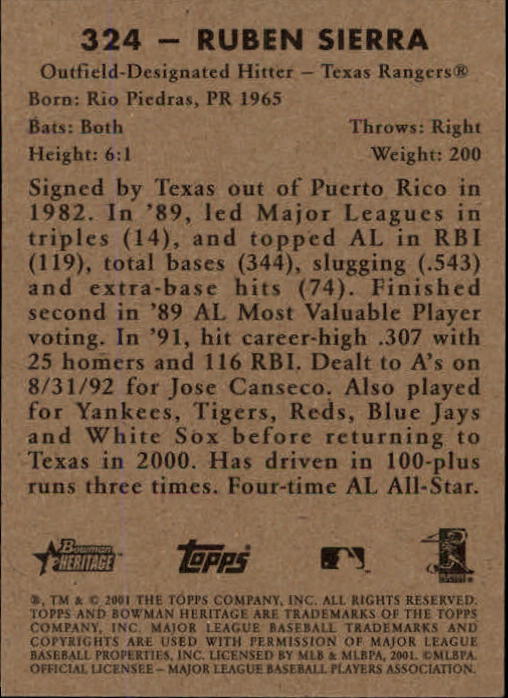 324 – RUBEN SIERRA
Outfield-Designated Hitter – Texas Rangers®
Born: Rio Piedras, PR 1965
Bats: Both Throws: Right
Height: 6:1 Weight: 200
Signed by Texas out of Puerto Rico in
1982. In '89, led Major Leagues in
triples (14), and topped AL in RBI
(119), total bases (344), slugging (.543)
and extra-base hits (74). Finished
second in '89 AL Most Valuable Player
voting. In '91, hit career-high .307 with
25 homers and 116 RBI. Dealt to A's on
8/31/92 for Jose Canseco. Also played
for Yankees, Tigers, Reds, Blue Jays
and White Sox before returning to
Texas in 2000. Has driven in 100-plus
runs three times. Four-time AL All-Star.
Bowman
HERITAGE
TOPPS
®, TM & © 2001 THE TOPPS COMPANY, INC. ALL RIGHTS RESERVED.
TOPPS AND BOWMAN HERITAGE ARE TRADEMARKS OF THE TOPPS
COMPANY, INC. MAJOR LEAGUE BASEBALL TRADEMARKS AND
COPYRIGHTS ARE USED WITH PERMISSION OF MAJOR LEAGUE
BASEBALL PROPERTIES, INC. LICENSED BY MLB & MLBPA, 2001. ©MLBPA.
OFFICIAL LICENSEE – MAJOR LEAGUE BASEBALL PLAYERS ASSOCIATION.